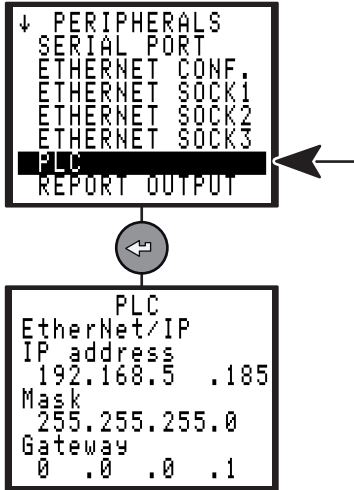 ↓ PERIPHERALS
SERIAL PORT
ETHERNET CONF.
ETHERNET SOCK1
ETHERNET SOCK2
ETHERNET SOCK3
PLC
REPORT OUTPUT
PLC
EtherNet/IP
IP address
192.168.5 .185
Mask
255.255.255.0
Gateway
0 .0 .0 .1